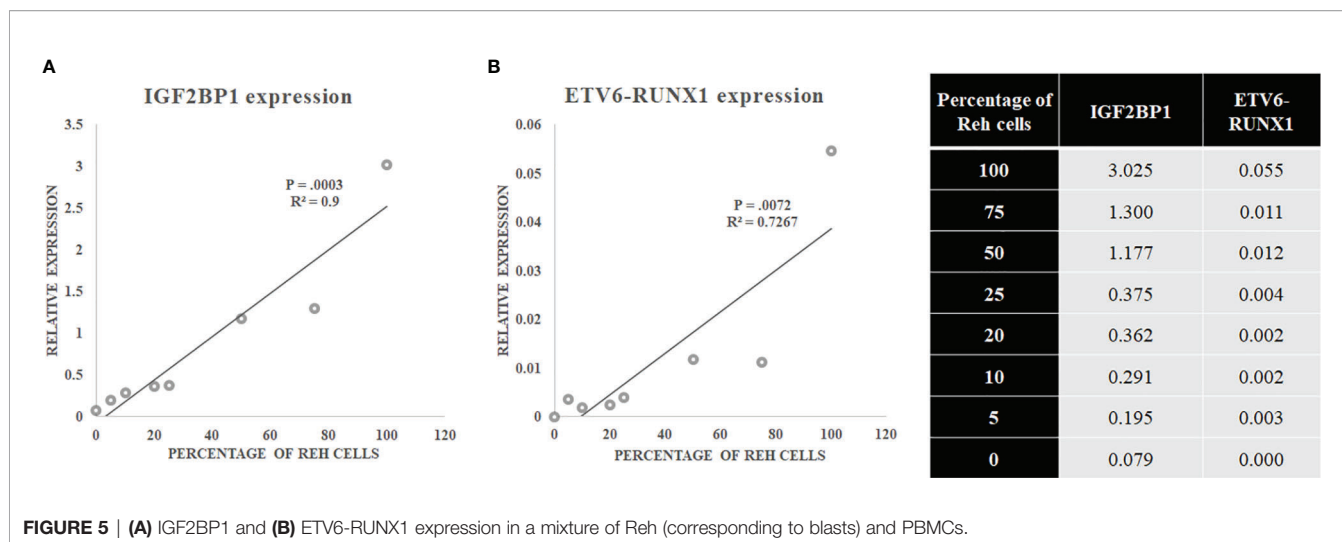 A
IGF2BP1 expression
3.5
3
2.5
2
1.5
1
0.5
0
RELATIVE EXPRESSION
P = .0003
R² = 0.9
0 20 40 60 80 100 120
PERCENTAGE OF REH CELLS
B
ETV6-RUNX1 expression
0.06
0.05
0.04
0.03
0.02
0.01
0
RELATIVE EXPRESSION
P = .0072
R² = 0.7267
0 20 40 60 80 100 120
PERCENTAGE OF REH CELLS
Percentage of Reh cells IGF2BP1 ETV6-RUNX1
100 3.025 0.055
75 1.300 0.011
50 1.177 0.012
25 0.375 0.004
20 0.362 0.002
10 0.291 0.002
5 0.195 0.003
0 0.079 0.000
FIGURE 5 | (A) IGF2BP1 and (B) ETV6-RUNX1 expression in a mixture of Reh (corresponding to blasts) and PBMCs.